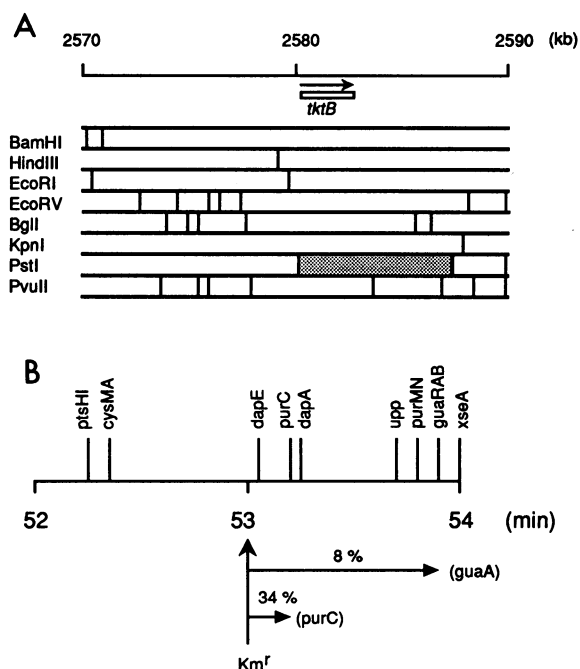 A
2570 2580 2590 (kb)
tktB
BamHI
HindIII
EcoRI
EcoRV
BglI
KpnI
PstI
PvuII
B
ptsHI cysMA dapE purC dapA upp purMN guaRAB xseA
52 53 54 (min)
8 % (guaA)
34 % (purC)
Kmr